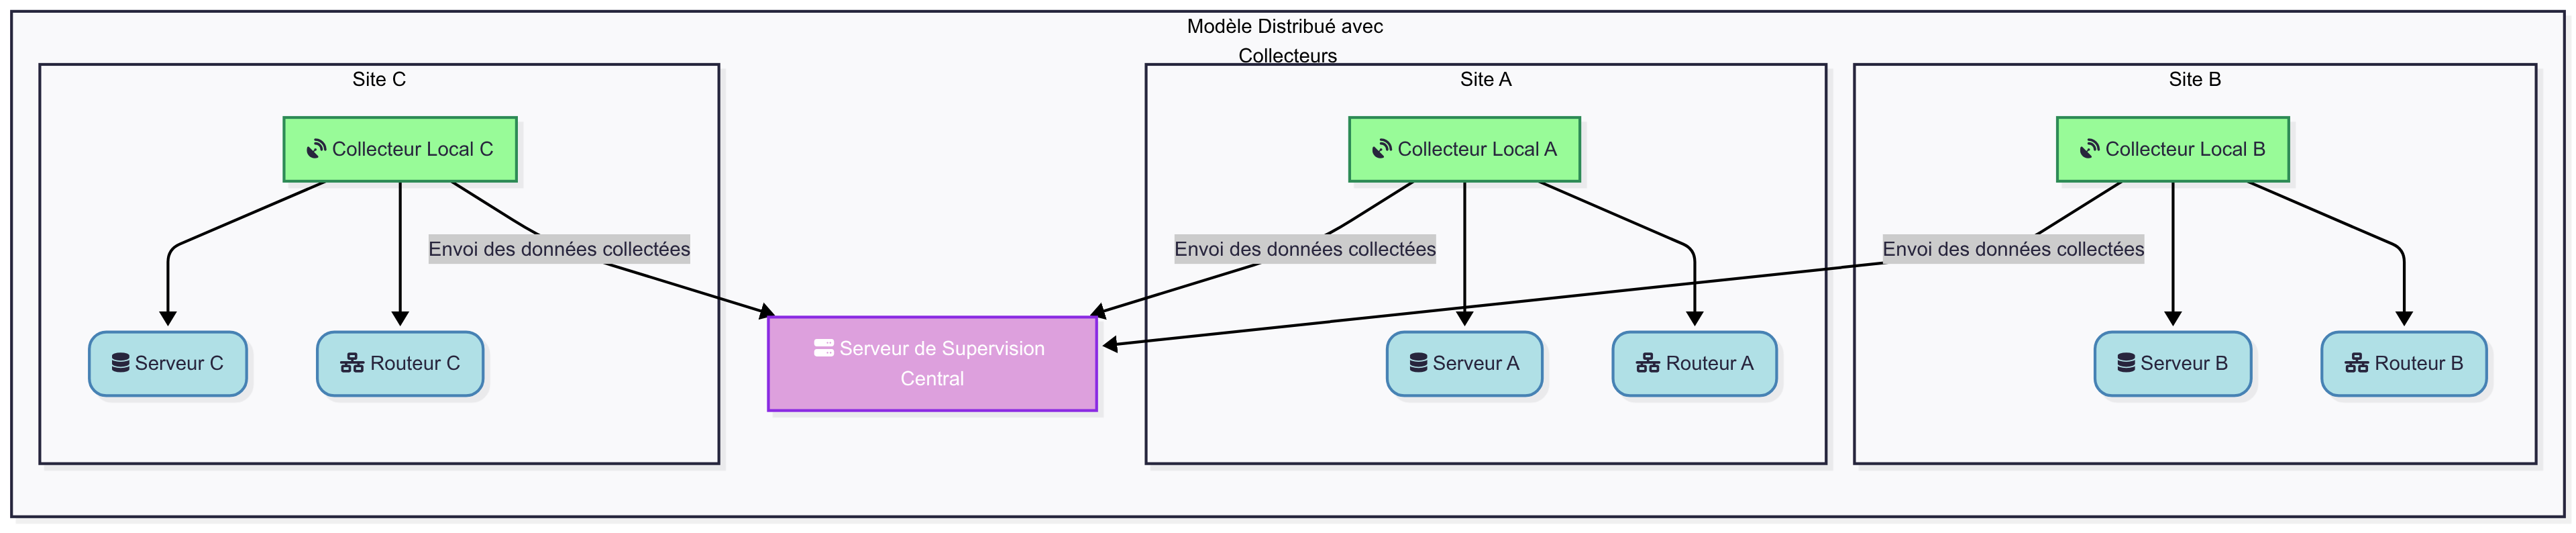 Modèle Distribué avec
Collecteurs
Site C
Collecteur Local C
Envoi des données collectées
Serveur C
Routeur C
Serveur de Supervision
Central
Site A
Collecteur Local A
Envoi des données collectées
Serveur A
Routeur A
Site B
Collecteur Local B
Envoi des données collectées
Serveur B
Routeur B